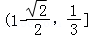 (1-√2/2, 1/3]